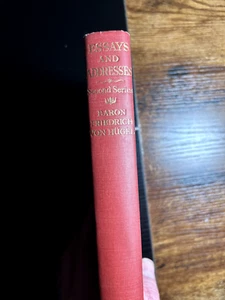 ESSAYS
AND
ADDRESSES
Second Series
BARON
FRIEDRICH
VON HÜGEL